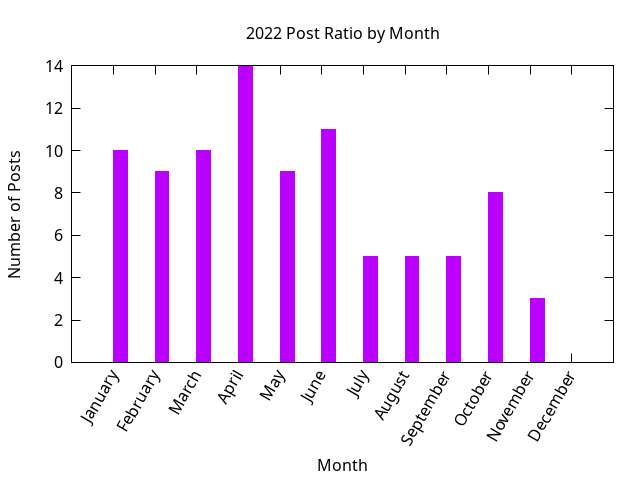 2022 Post Ratio by Month
14
12
10
8
6
4
2
0
Number of Posts
January
February
March
April
May
June
July
August
September
October
November
December
Month